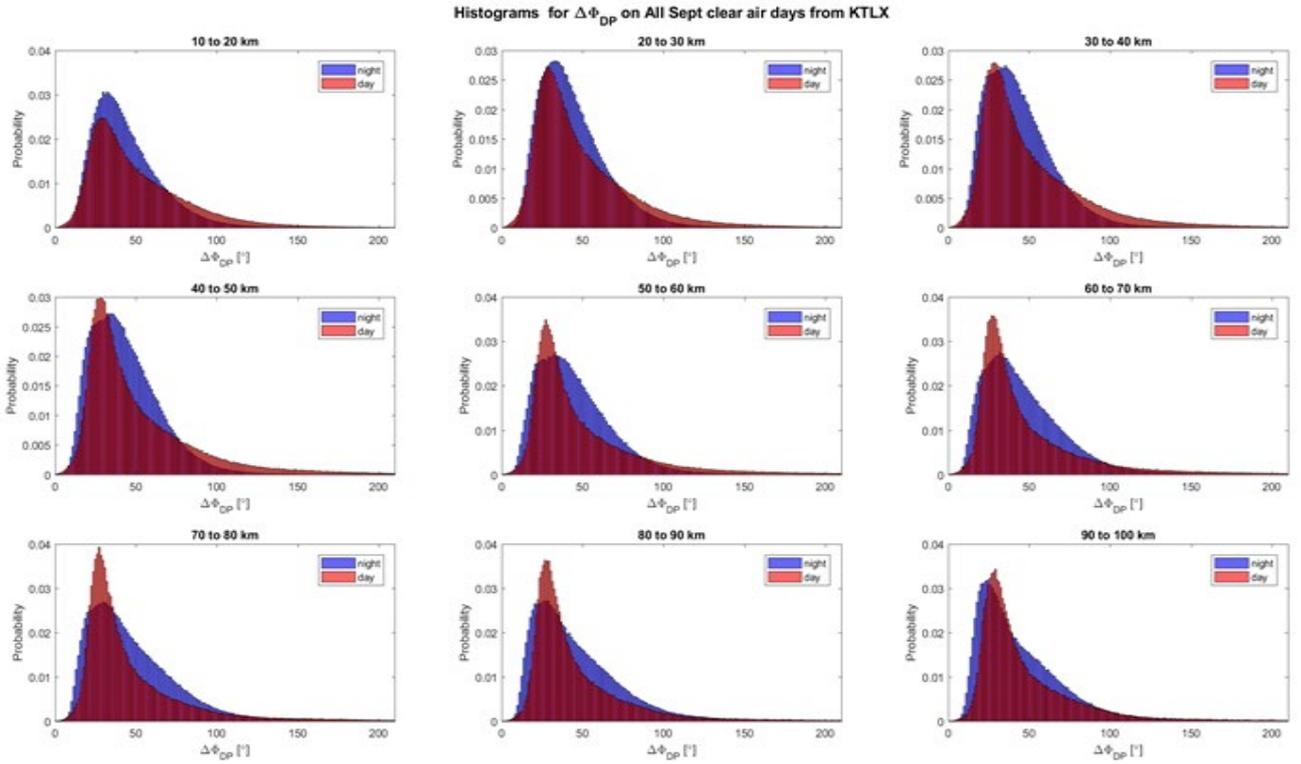 Histograms for ΔΦDP on All Sept clear air days from KTLX
10 to 20 km
0.04
0.03
0.02
0.01
0
Probability
night
day
0 50 100 150 200
ΔΦDP [°]
20 to 30 km
0.03
0.025
0.02
0.015
0.01
0.005
0
Probability
night
day
0 50 100 150 200
ΔΦDP [°]
30 to 40 km
0.03
0.025
0.02
0.015
0.01
0.005
0
Probability
night
day
0 50 100 150 200
ΔΦDP [°]
40 to 50 km
0.03
0.025
0.02
0.015
0.01
0.005
0
Probability
night
day
0 50 100 150 200
ΔΦDP [°]
50 to 60 km
0.04
0.03
0.02
0.01
0
Probability
night
day
0 50 100 150 200
ΔΦDP [°]
60 to 70 km
0.04
0.03
0.02
0.01
0
Probability
night
day
0 50 100 150 200
ΔΦDP [°]
70 to 80 km
0.04
0.03
0.02
0.01
0
Probability
night
day
0 50 100 150 200
ΔΦDP [°]
80 to 90 km
0.04
0.03
0.02
0.01
0
Probability
night
day
0 50 100 150 200
ΔΦDP [°]
90 to 100 km
0.04
0.03
0.02
0.01
0
Probability
night
day
0 50 100 150 200
ΔΦDP [°]